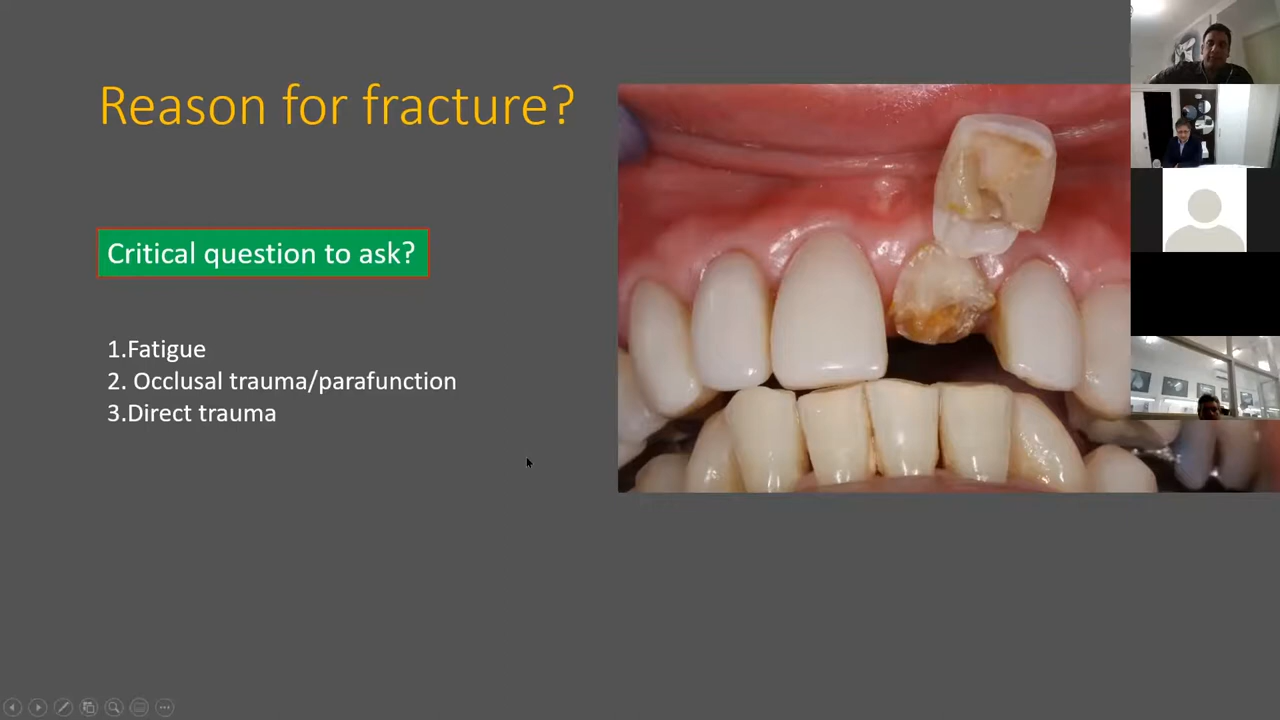 Reason for fracture?
Critical question to ask?
1.Fatigue
2. Occlusal trauma/parafunction
3.Direct trauma